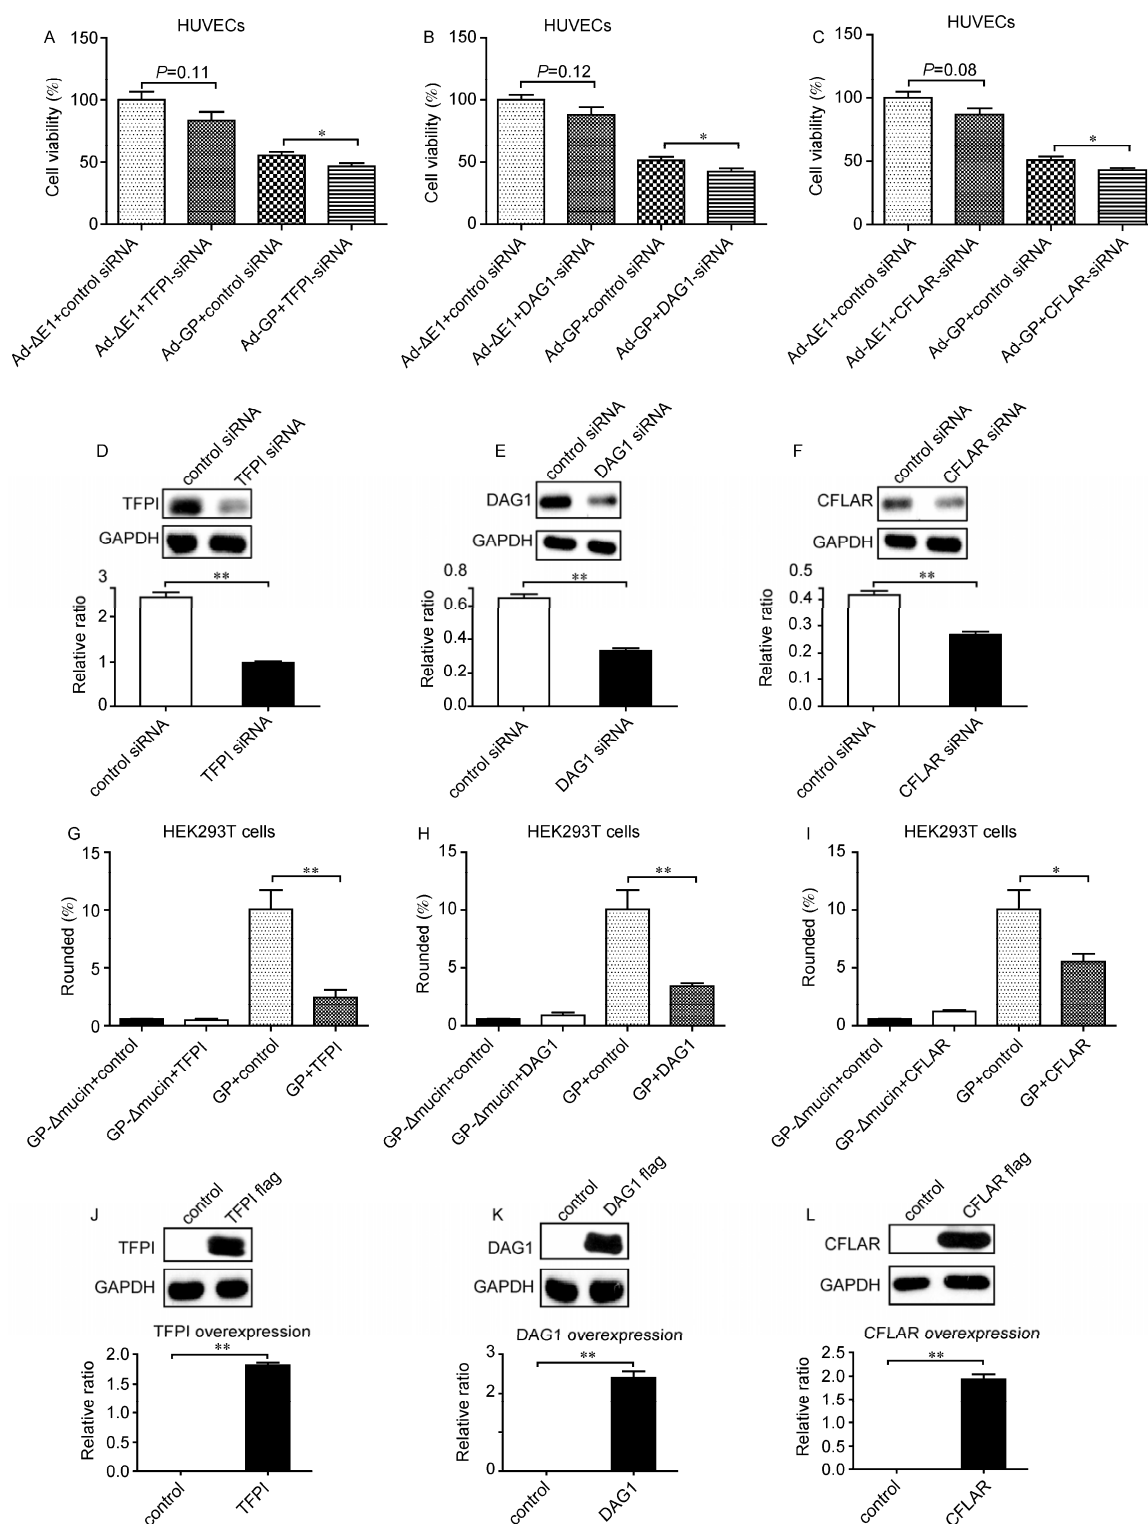 A
HUVECs
Cell viability (%)
150
100
50
0
P=0.11
*
Ad-ΔE1+control siRNA
Ad-ΔE1+TFPI-siRNA
Ad-GP+control siRNA
Ad-GP+TFPI-siRNA
B
HUVECs
Cell viability (%)
150
100
50
0
P=0.12
*
Ad-ΔE1+control siRNA
Ad-ΔE1+DAG1-siRNA
Ad-GP+control siRNA
Ad-GP+DAG1-siRNA
C
HUVECs
Cell viability (%)
150
100
50
0
P=0.08
*
Ad-ΔE1+control siRNA
Ad-ΔE1+CFLAR-siRNA
Ad-GP+control siRNA
Ad-GP+CFLAR-siRNA
D
control siRNA
TFPI siRNA
TFPI
GAPDH
Relative ratio
3
2
1
0
**
control siRNA
TFPI siRNA
E
control siRNA
DAG1 siRNA
DAG1
GAPDH
Relative ratio
0.8
0.6
0.4
0.2
0.0
**
control siRNA
DAG1 siRNA
F
control siRNA
CFLAR siRNA
CFLAR
GAPDH
Relative ratio
0.5
0.4
0.3
0.2
0.1
0.0
**
control siRNA
CFLAR siRNA
G
HEK293T cells
Rounded (%)
15
10
5
0
**
GP-Δmucin+control
GP-Δmucin+TFPI
GP+control
GP+TFPI
H
HEK293T cells
Rounded (%)
15
10
5
0
**
GP-Δmucin+control
GP-Δmucin+DAG1
GP+control
GP+DAG1
I
HEK293T cells
Rounded (%)
15
10
5
0
*
GP-Δmucin+control
GP-Δmucin+CFLAR
GP+control
GP+CFLAR
J
control
TFPI flag
TFPI
GAPDH
TFPI overexpression
Relative ratio
2.0
1.5
1.0
0.5
0.0
**
control
TFPI
K
control
DAG1 flag
DAG1
GAPDH
DAG1 overexpression
Relative ratio
3
2
0
**
control
DAG1
L
control
CFLAR flag
CFLAR
GAPDH
CFLAR overexpression
Relative ratio
2.5
2.0
1.5
1.0
0.5
0.0
**
control
CFLAR